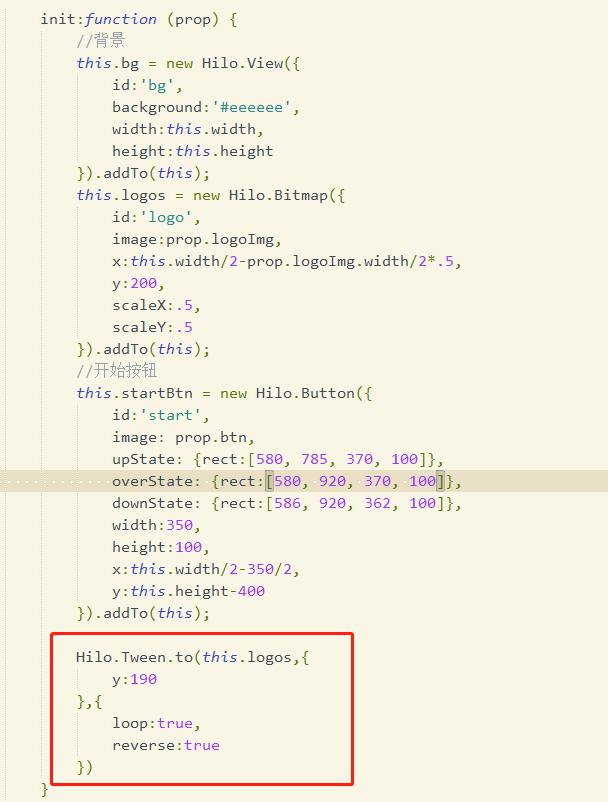 init:function (prop) {
//背景
this.bg = new Hilo.View({
id:'bg',
background:'#eeeeee',
width:this.width,
height:this.height
}).addTo(this);
this.logos = new Hilo.Bitmap({
id:'logo',
image:prop.logoImg,
x:this.width/2-prop.logoImg.width/2*.5,
y:200,
scaleX:.5,
scaleY:.5
}).addTo(this);
//开始按钮
this.startBtn = new Hilo.Button({
id:'start',
image: prop.btn,
upState: {rect:[580, 785, 370, 100]},
overState: {rect:[580, 920, 370, 100]},
downState: {rect:[586, 920, 362, 100]},
width:350,
height:100,
x:this.width/2-350/2,
y:this.height-400
}).addTo(this);
Hilo.Tween.to(this.logos,{
y:190
},{
loop:true,
reverse:true
})
}